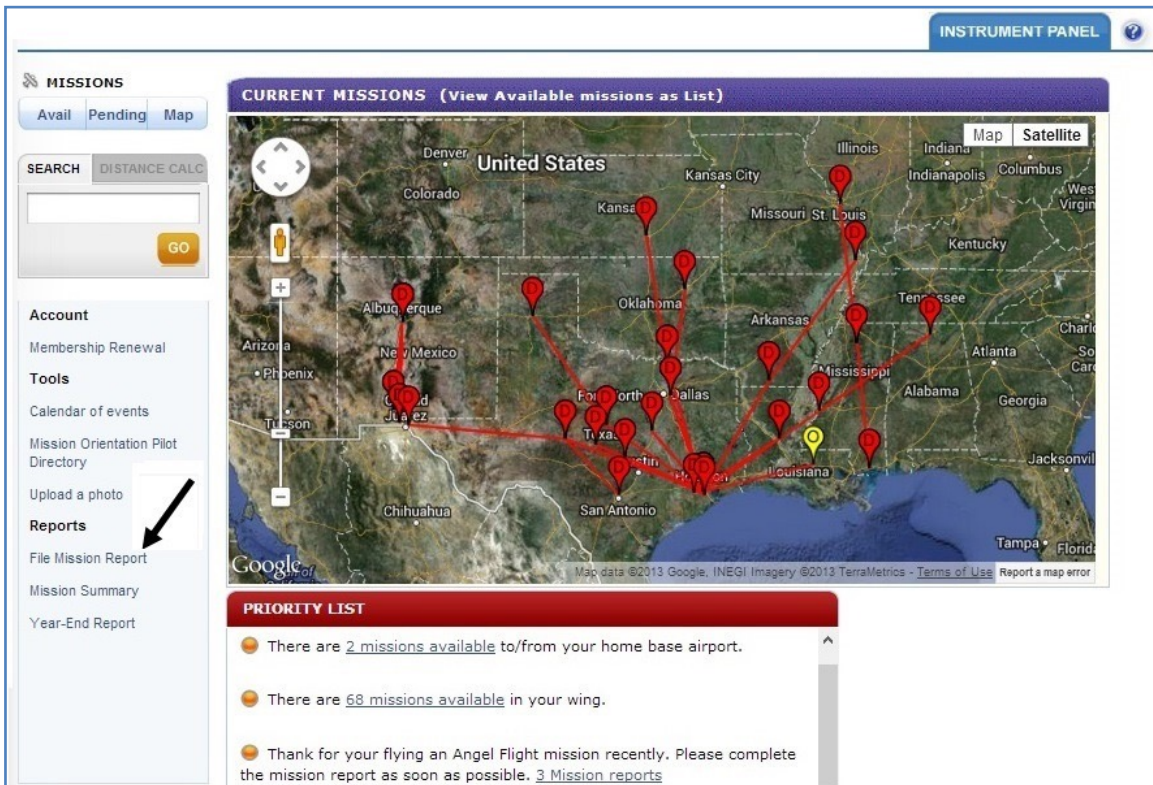 INSTRUMENT PANEL
?
MISSIONS
Avail Pending Map
SEARCH DISTANCE CALC
GO
Account
Membership Renewal
Tools
Calendar of events
Mission Orientation Pilot
Directory
Upload a photo
Reports
File Mission Report
Mission Summary
Year-End Report
CURRENT MISSIONS (View Available missions as List)
Map Satellite
United States
Denver
Colorado
Kansas City
Illinois
Indiana
Indianapolis
Columbus
West
Virgin
Missouri
St. Louis
Kentucky
Albuquerque
Oklahoma
Arkansas
Tennessee
Charlo
Arizona
New Mexico
Phoenix
Atlanta
So
Car
Mississippi
Dallas
Alabama
Georgia
Tucson
Juárez
Texas
Louisiana
Jacksonvil
Chihuahua
San Antonio
Tampa
Florida
Google
Map data ©2013 Google, INEGI Imagery ©2013 TerraMetrics - Terms of Use Report a map error
PRIORITY LIST
There are 2 missions available to/from your home base airport.
There are 68 missions available in your wing.
Thank for your flying an Angel Flight mission recently. Please complete
the mission report as soon as possible. 3 Mission reports